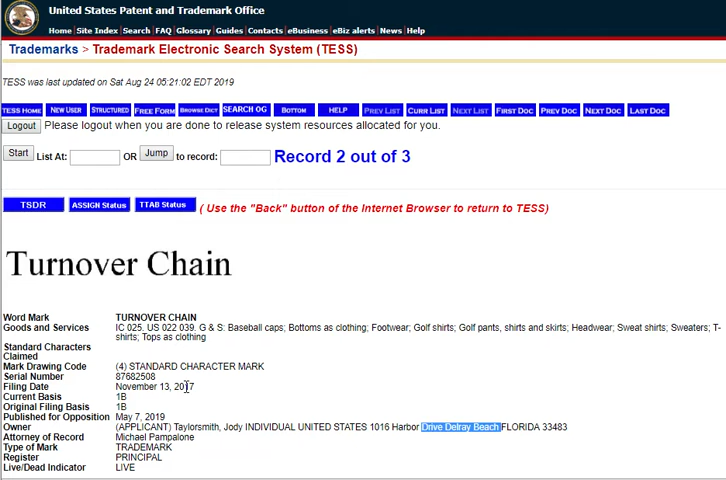 United States Patent and Trademark Office
Home | Site Index | Search | FAQ | Glossary | Guides | Contacts | eBusiness | eBiz alerts | News | Help
Trademarks > Trademark Electronic Search System (TESS)
TESS was last updated on Sat Aug 24 05:21:02 EDT 2019
TESS HOME NEW USER STRUCTURED FREE FORM BROWSE DICT SEARCH OG BOTTOM HELP PREV LIST CURR LIST NEXT LIST FIRST DOC PREV DOC NEXT DOC LAST DOC
Logout Please logout when you are done to release system resources allocated for you.
Start List At: OR Jump to record: Record 2 out of 3
TSDR ASSIGN Status TTAB Status ( Use the "Back" button of the Internet Browser to return to TESS)
Turnover Chain
Word Mark TURNOVER CHAIN
Goods and Services IC 025. US 022 039. G & S: Baseball caps; Bottoms as clothing; Footwear; Golf shirts; Golf pants, shirts and skirts; Headwear; Sweat shirts; Sweaters; T-
shirts; Tops as clothing
Standard Characters
Claimed
Mark Drawing Code (4) STANDARD CHARACTER MARK
Serial Number 87682508
Filing Date November 13, 2017
Current Basis 1B
Original Filing Basis 1B
Published for Opposition May 7, 2019
Owner (APPLICANT) Taylorsmith, Jody INDIVIDUAL UNITED STATES 1016 Harbor Drive Delray Beach FLORIDA 33483
Attorney of Record Michael Pampalone
Type of Mark TRADEMARK
Register PRINCIPAL
Live/Dead Indicator LIVE